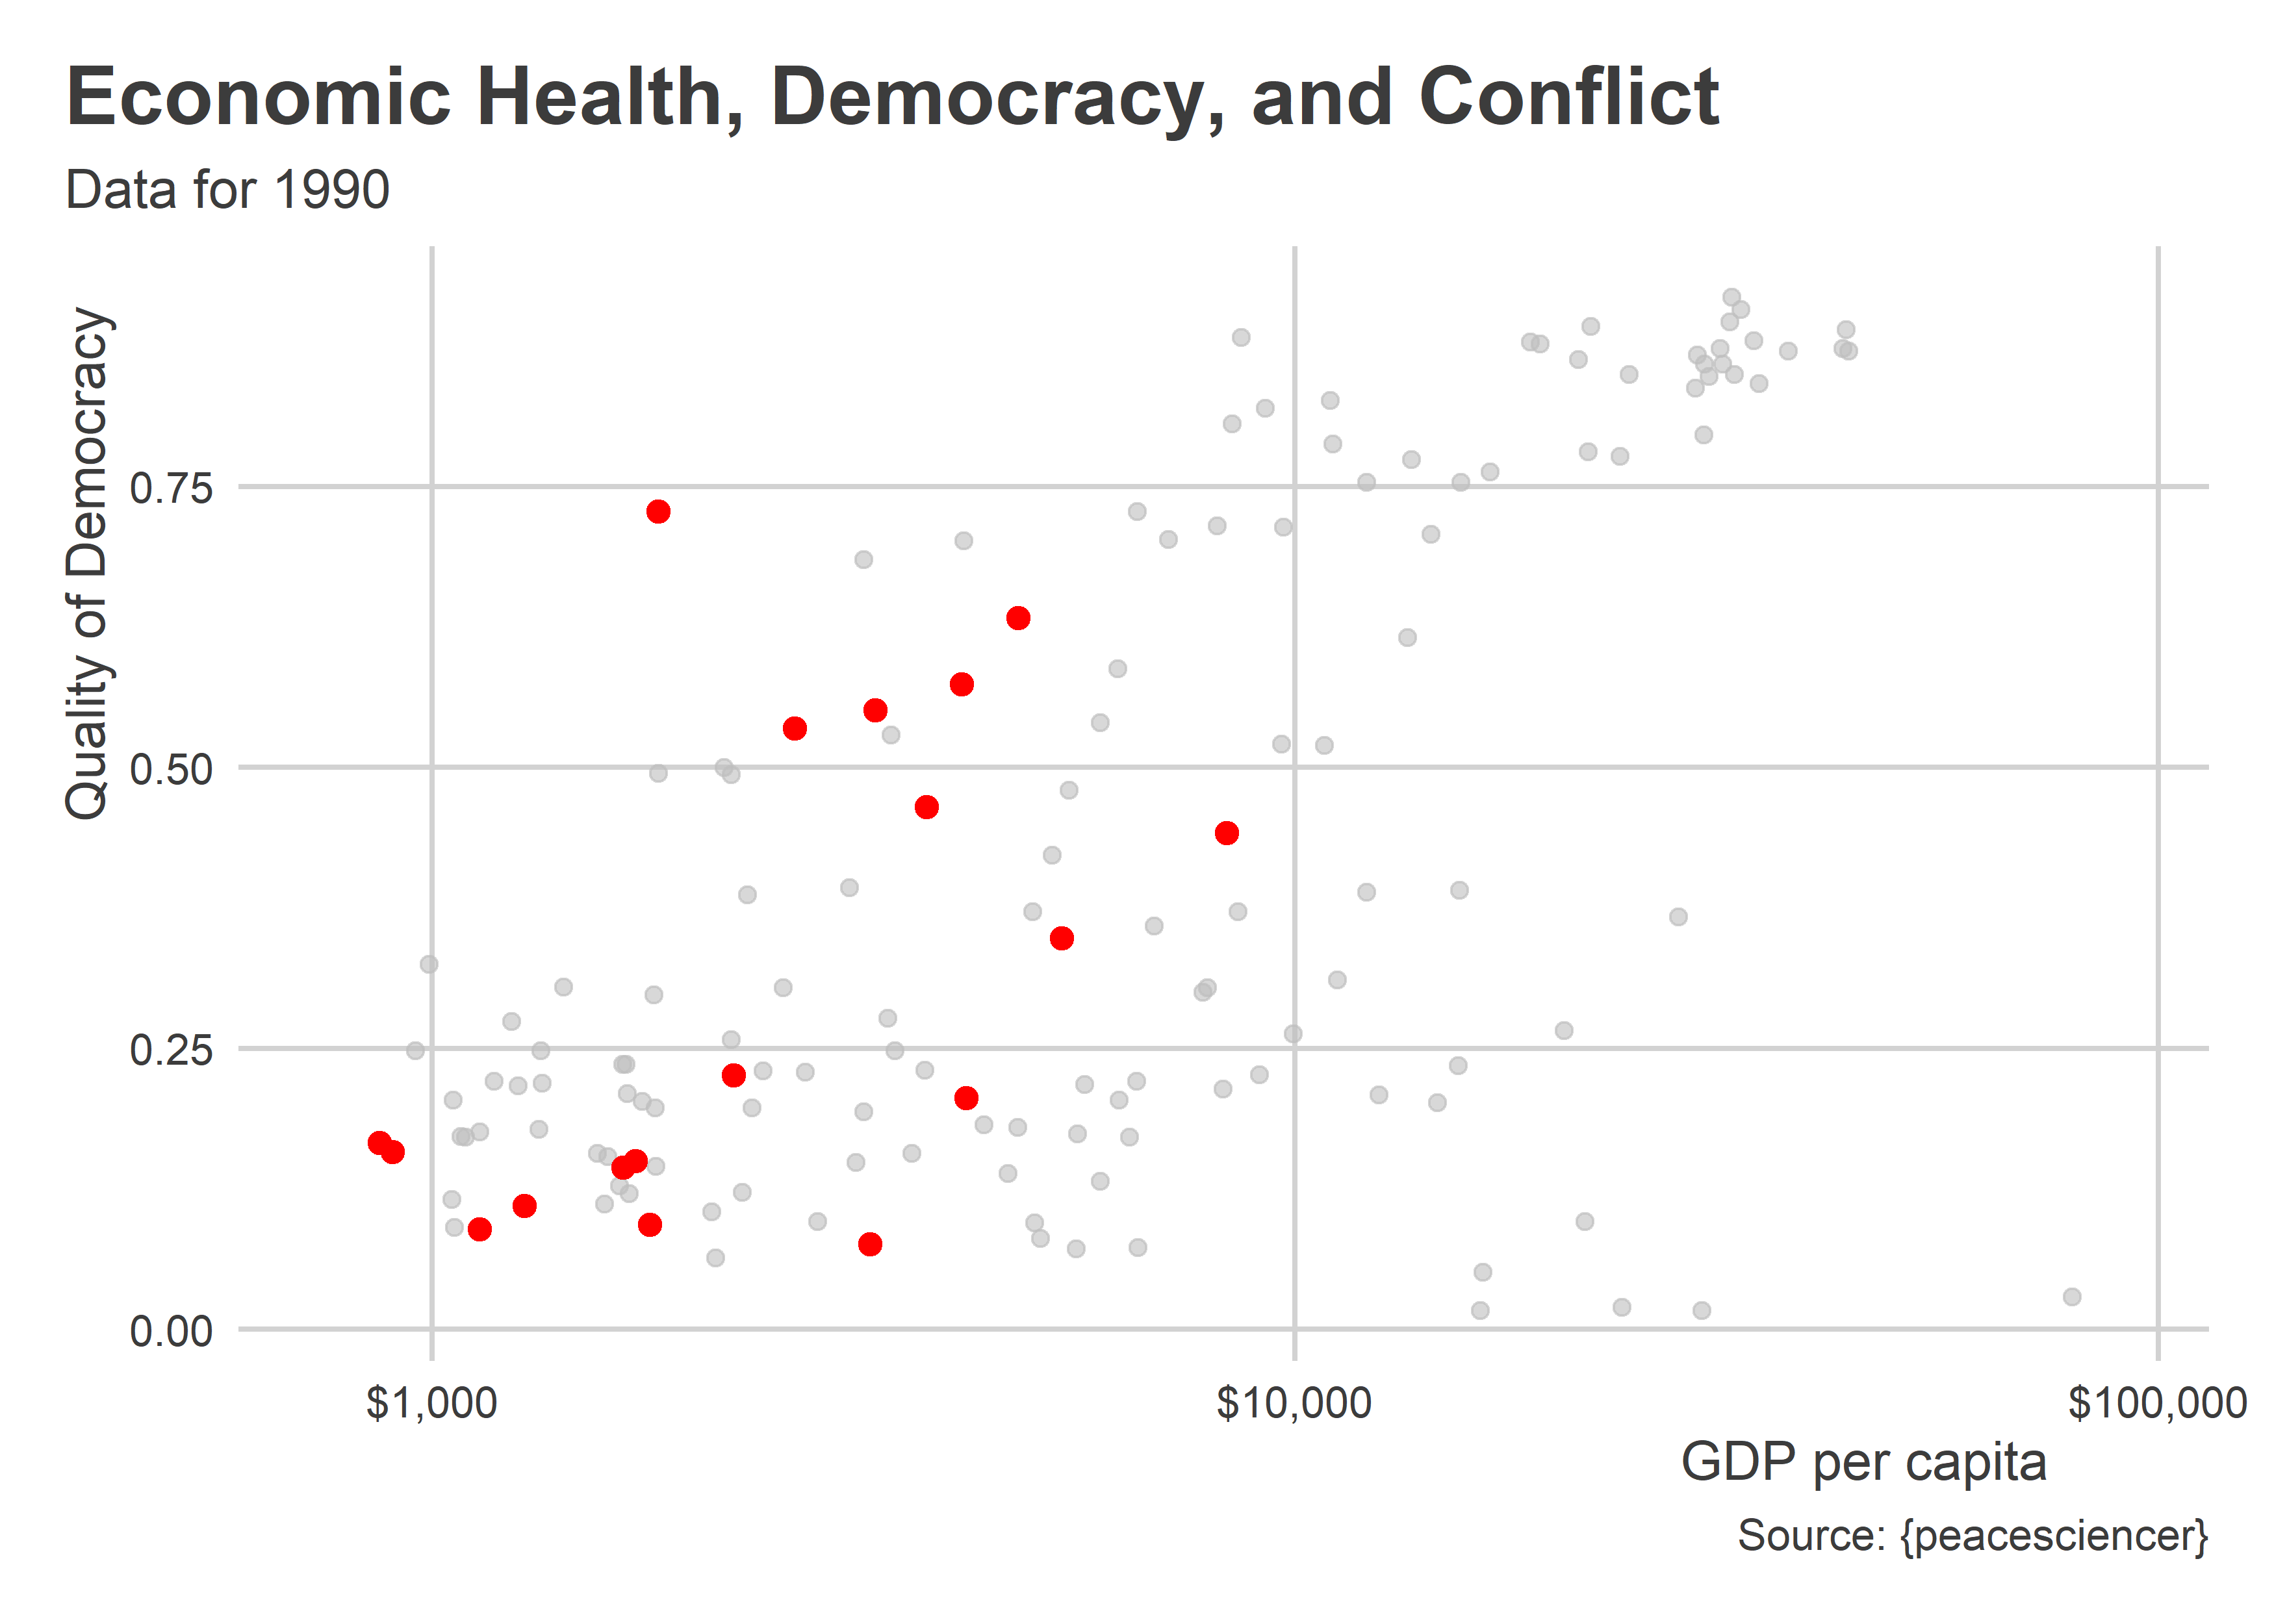 Economic Health, Democracy, and Conflict
Data for 1990
Quality of Democracy
0.75
0.50
0.25
0.00
$1,000
$10,000
$100,000
GDP per capita
Source: {peacesciencer}